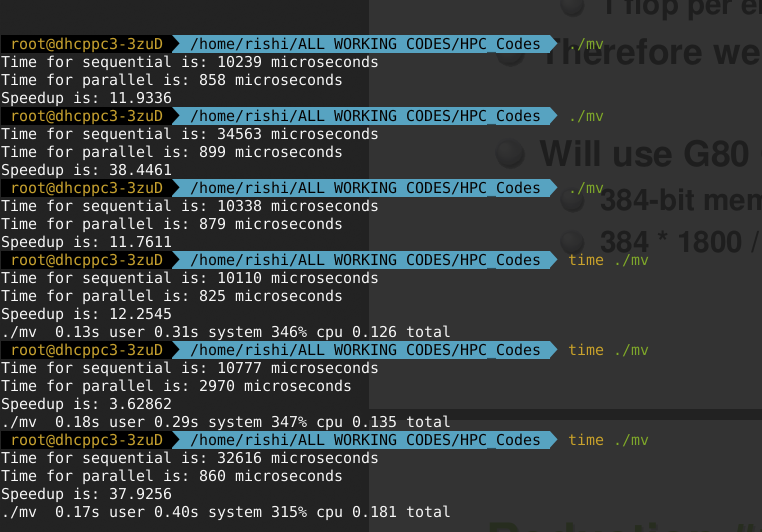 1 flop per e
root@dhcppc3-3zuD /home/rishi/ALL WORKING CODES/HPC_Codes ./mv
Therefore we
Time for sequential is: 10239 microseconds
Time for parallel is: 858 microseconds
Speedup is: 11.9336
root@dhcppc3-3zuD /home/rishi/ALL WORKING CODES/HPC_Codes ./mv
Time for sequential is: 34563 microseconds
Time for parallel is: 899 microseconds
Will use G80
Speedup is: 38.4461
root@dhcppc3-3zuD /home/rishi/ALL WORKING CODES/HPC_Codes ./mv
384-bit mem
Time for sequential is: 10338 microseconds
Time for parallel is: 879 microseconds
384 * 1800 /
Speedup is: 11.7611
root@dhcppc3-3zuD /home/rishi/ALL WORKING CODES/HPC_Codes time ./mv
Time for sequential is: 10110 microseconds
Time for parallel is: 825 microseconds
Speedup is: 12.2545
./mv  0.13s user 0.31s system 346% cpu 0.126 total
root@dhcppc3-3zuD /home/rishi/ALL WORKING CODES/HPC_Codes time ./mv
Time for sequential is: 10777 microseconds
Time for parallel is: 2970 microseconds
Speedup is: 3.62862
./mv  0.18s user 0.29s system 347% cpu 0.135 total
root@dhcppc3-3zuD /home/rishi/ALL WORKING CODES/HPC_Codes time ./mv
Time for sequential is: 32616 microseconds
Time for parallel is: 860 microseconds
Speedup is: 37.9256
./mv  0.17s user 0.40s system 315% cpu 0.181 total